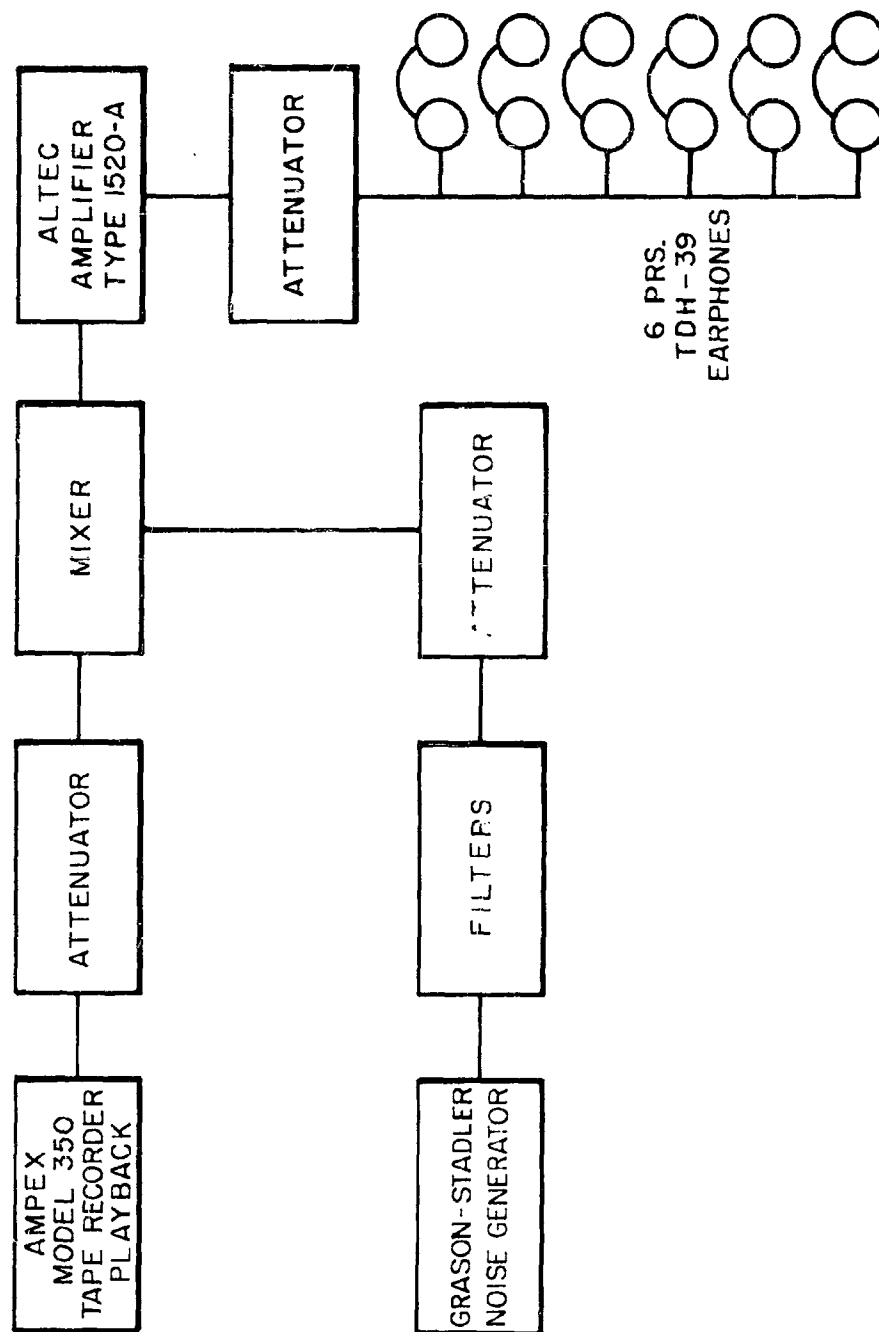 AMPEX
MODEL 350
TAPE RECORDER
PLAYBACK
ATTENUATOR
MIXER
ALTEC
AMPLIFIER
TYPE 1520-A
ATTENUATOR
6 PRS.
TDH-39
EARPHONES
GRASON-STADLER
NOISE GENERATOR
FILTERS
ATTENUATOR